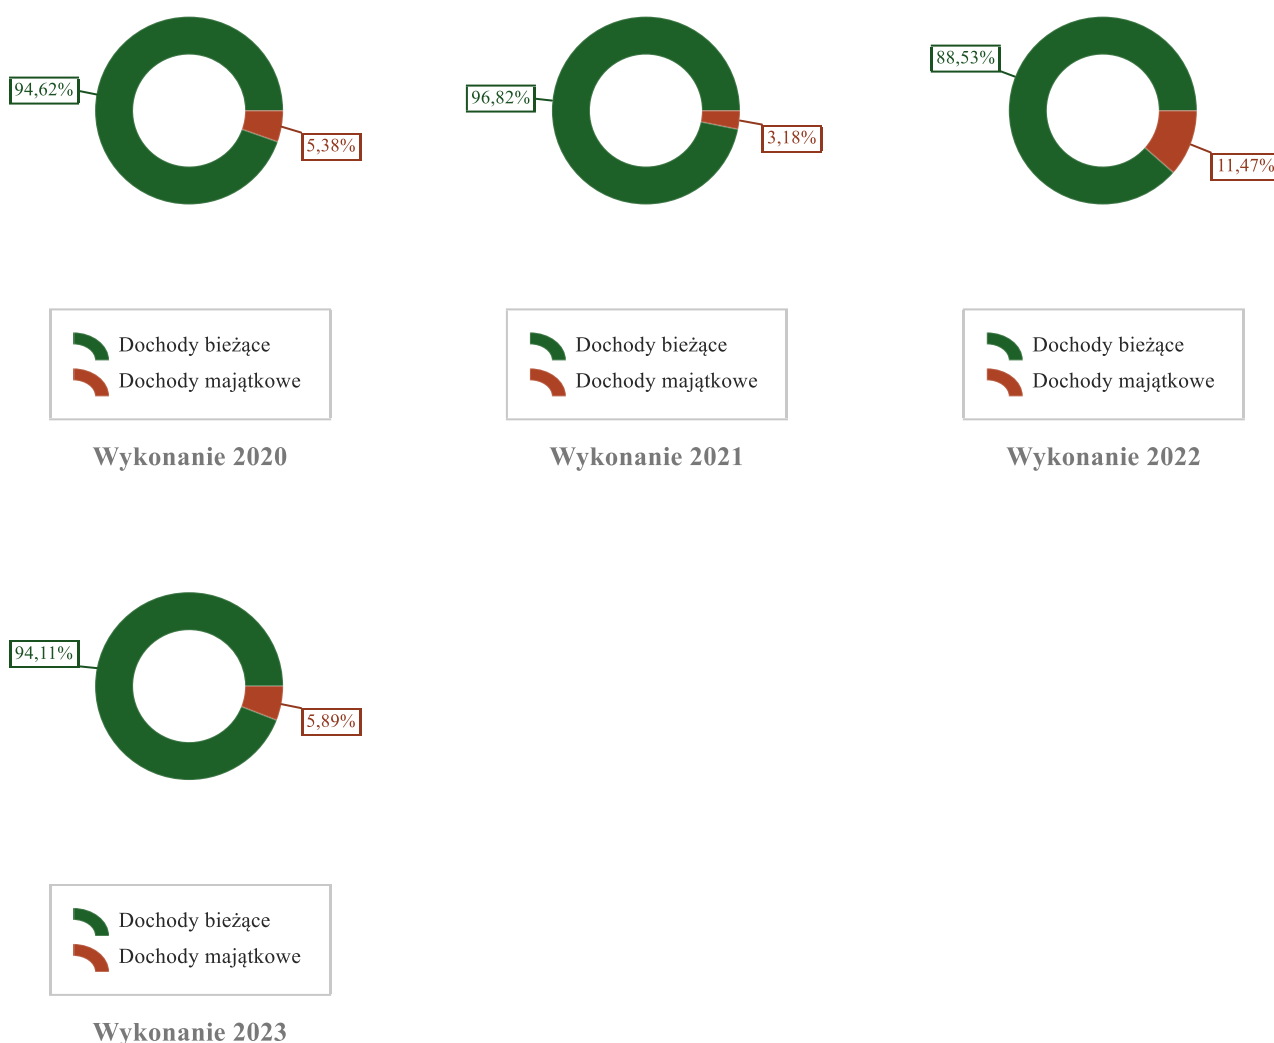 94,62%
5,38%
Dochody bieżące
Dochody majątkowe
Wykonanie 2020
96,82%
3,18%
Dochody bieżące
Dochody majątkowe
Wykonanie 2021
88,53%
11,47%
Dochody bieżące
Dochody majątkowe
Wykonanie 2022
94,11%
5,89%
Dochody bieżące
Dochody majątkowe
Wykonanie 2023